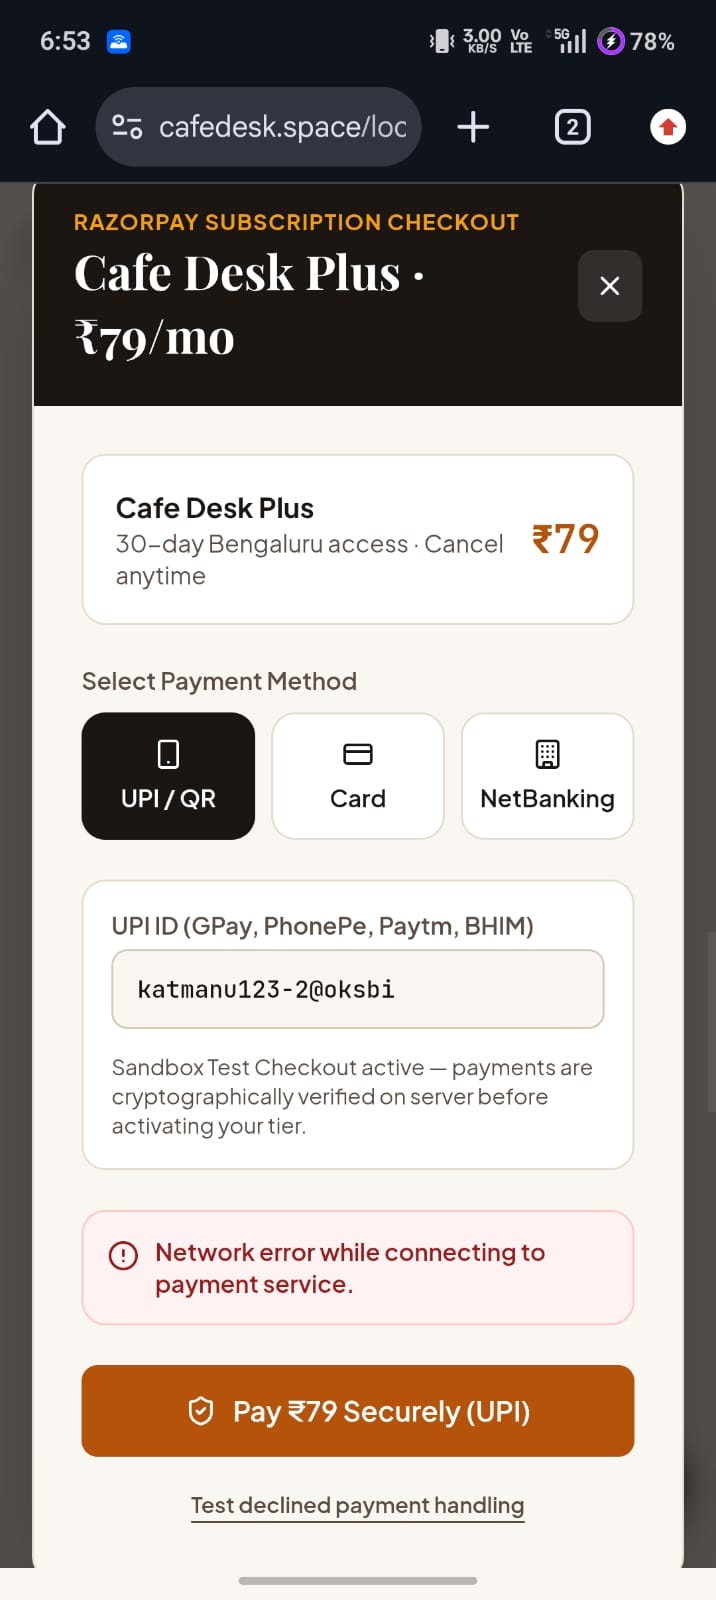 6:53
3.00 KB/S
Vo LTE
5G
78%
cafedesk.space/loc
2
RAZORPAY SUBSCRIPTION CHECKOUT
Cafe Desk Plus ·
₹79/mo
Cafe Desk Plus
30-day Bengaluru access · Cancel
anytime
₹79
Select Payment Method
UPI / QR
Card
NetBanking
UPI ID (GPay, PhonePe, Paytm, BHIM)
katmanu123-2@oksbi
Sandbox Test Checkout active — payments are
cryptographically verified on server before
activating your tier.
Network error while connecting to
payment service.
Pay ₹79 Securely (UPI)
Test declined payment handling